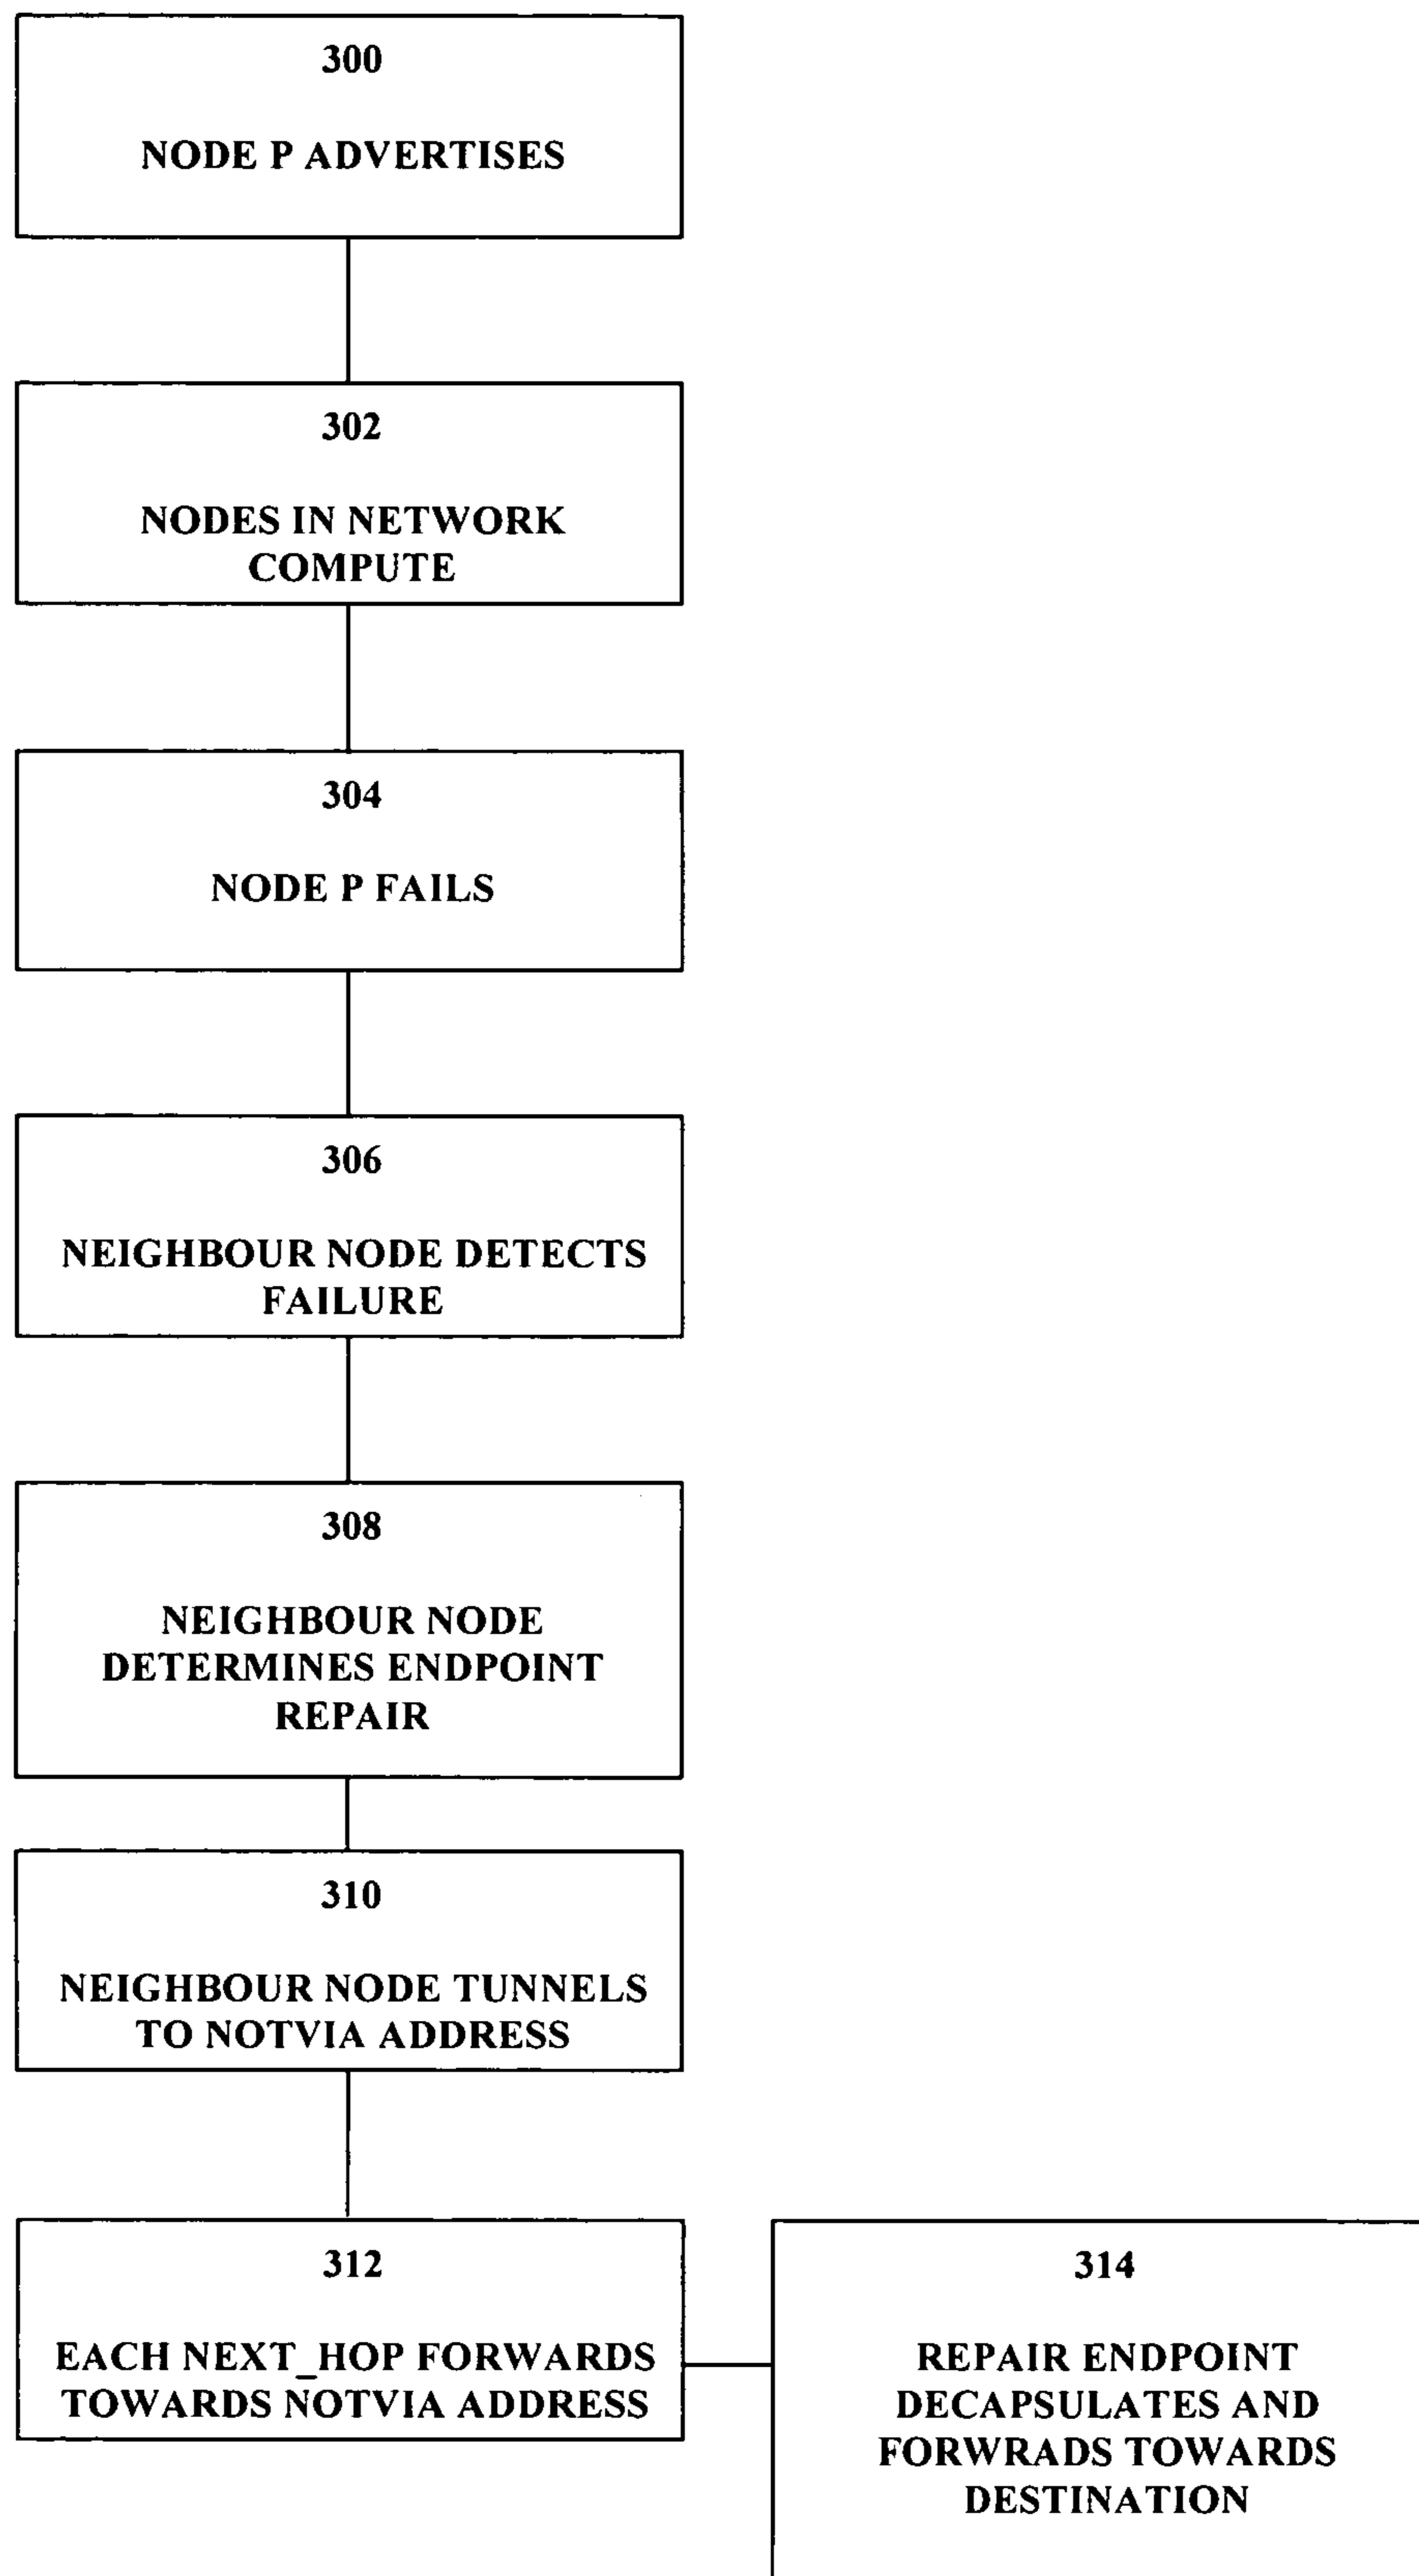 300
NODE P ADVERTISES
302
NODES IN NETWORK
COMPUTE
304
NODE P FAILS
306
NEIGHBOUR NODE DETECTS
FAILURE
308
NEIGHBOUR NODE
DETERMINES ENDPOINT
REPAIR
310
NEIGHBOUR NODE TUNNELS
TO NOTVIA ADDRESS
312
EACH NEXT_HOP FORWARDS
TOWARDS NOTVIA ADDRESS
314
REPAIR ENDPOINT
DECAPSULATES AND
FORWRADS TOWARDS
DESTINATION